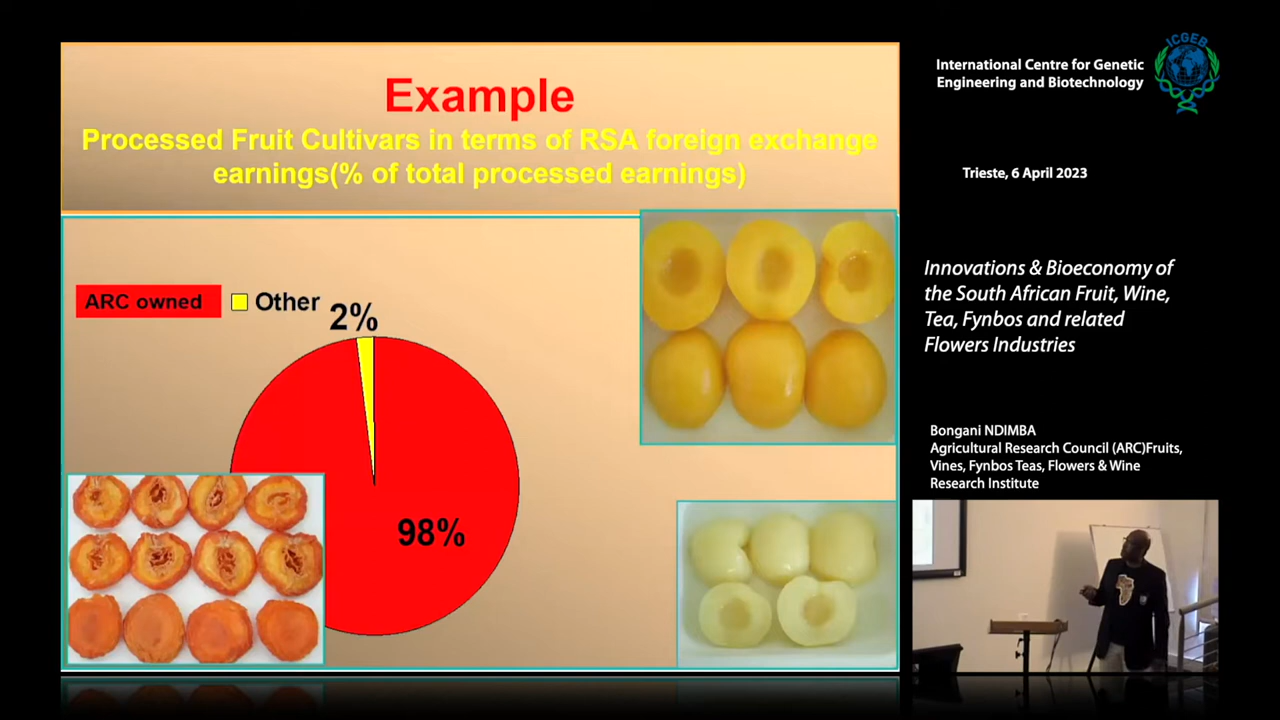 Example
Processed Fruit Cultivars in terms of RSA foreign exchange
earnings(% of total processed earnings)
ARC owned
Other
2%
98%
ICGEB
International Centre for Genetic
Engineering and Biotechnology
Trieste, 6 April 2023
Innovations & Bioeconomy of
the South African Fruit, Wine,
Tea, Fynbos and related
Flowers Industries
Bongani NDIMBA
Agricultural Research Council (ARC)Fruits,
Vines, Fynbos Teas, Flowers & Wine
Research Institute